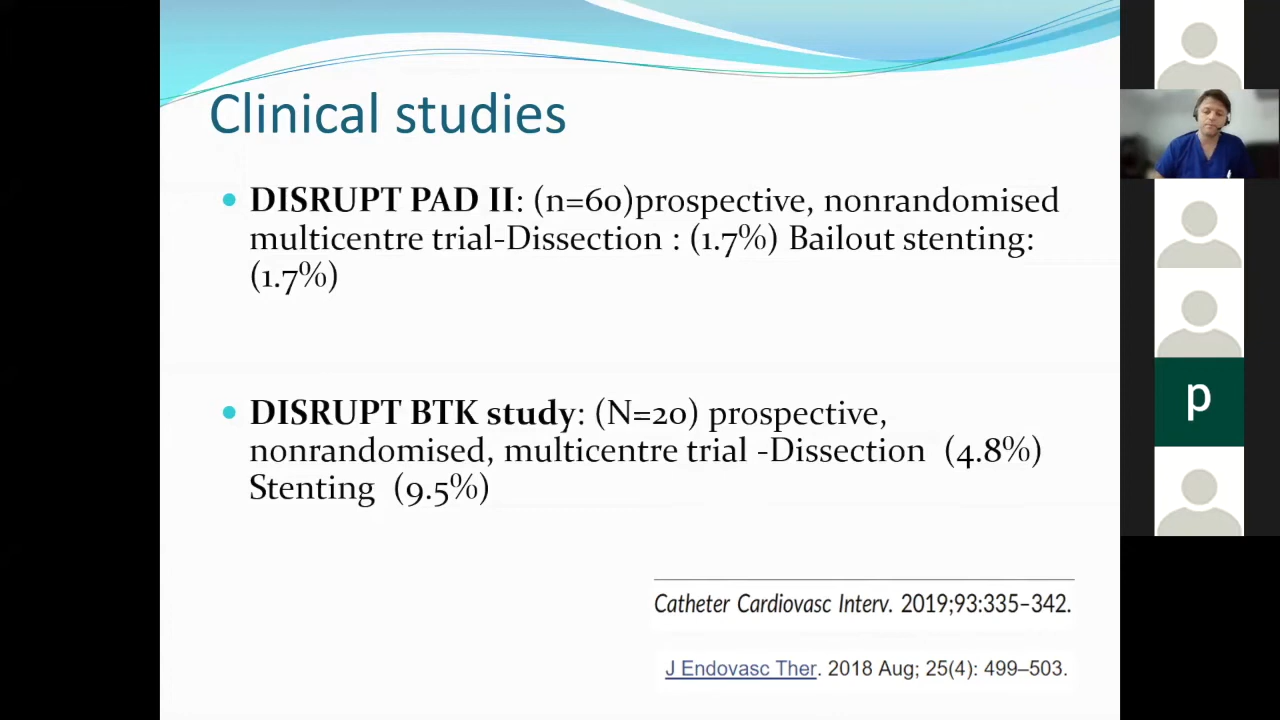 Clinical studies
• DISRUPT PAD II: (n=60)prospective, nonrandomised
multicentre trial-Dissection : (1.7%) Bailout stenting:
(1.7%)
• DISRUPT BTK study: (N=20) prospective,
nonrandomised, multicentre trial -Dissection (4.8%)
Stenting (9.5%)
Catheter Cardiovasc Interv. 2019;93:335–342.
J Endovasc Ther. 2018 Aug; 25(4): 499–503.
p